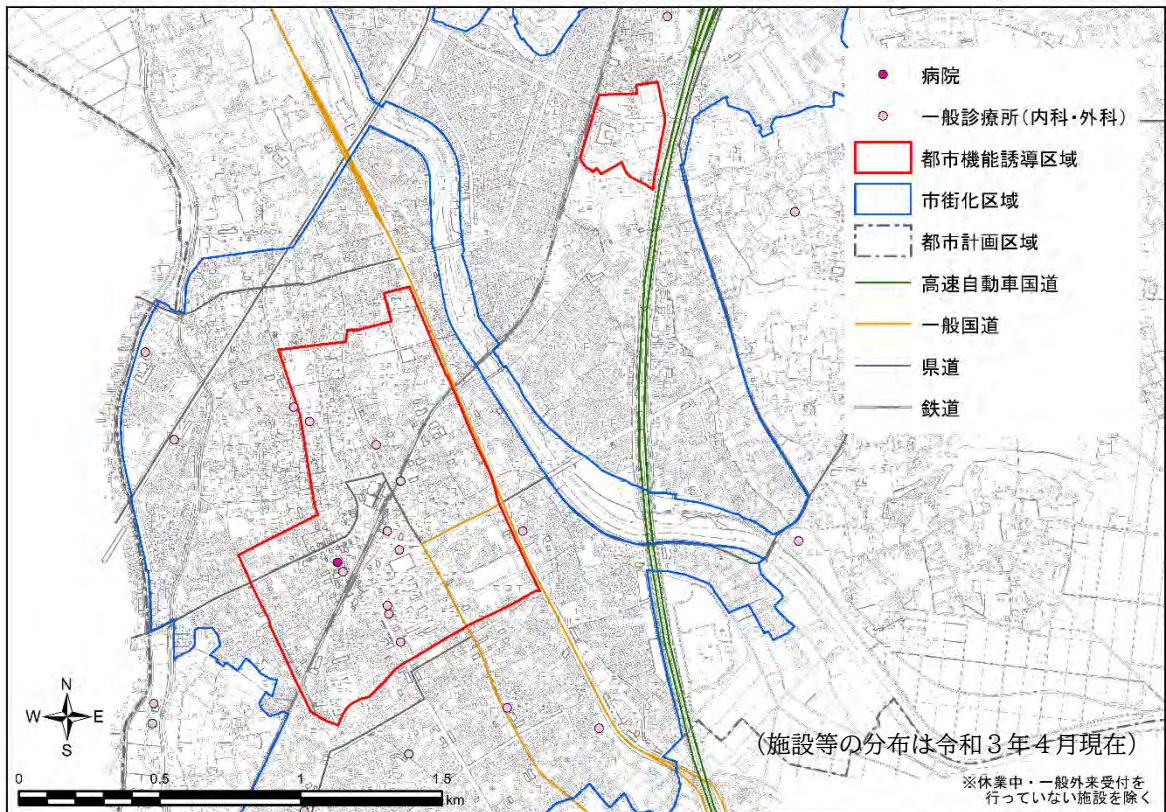 病院
一般診療所(内科・外科)
都市機能誘導区域
市街化区域
都市計画区域
高速自動車国道
一般国道
県道
鉄道
N
W E
S
0 0.5 1 1.5
km
(施設等の分布は令和3年4月現在)
※休業中・一般外来受付を
行っていない施設を除く